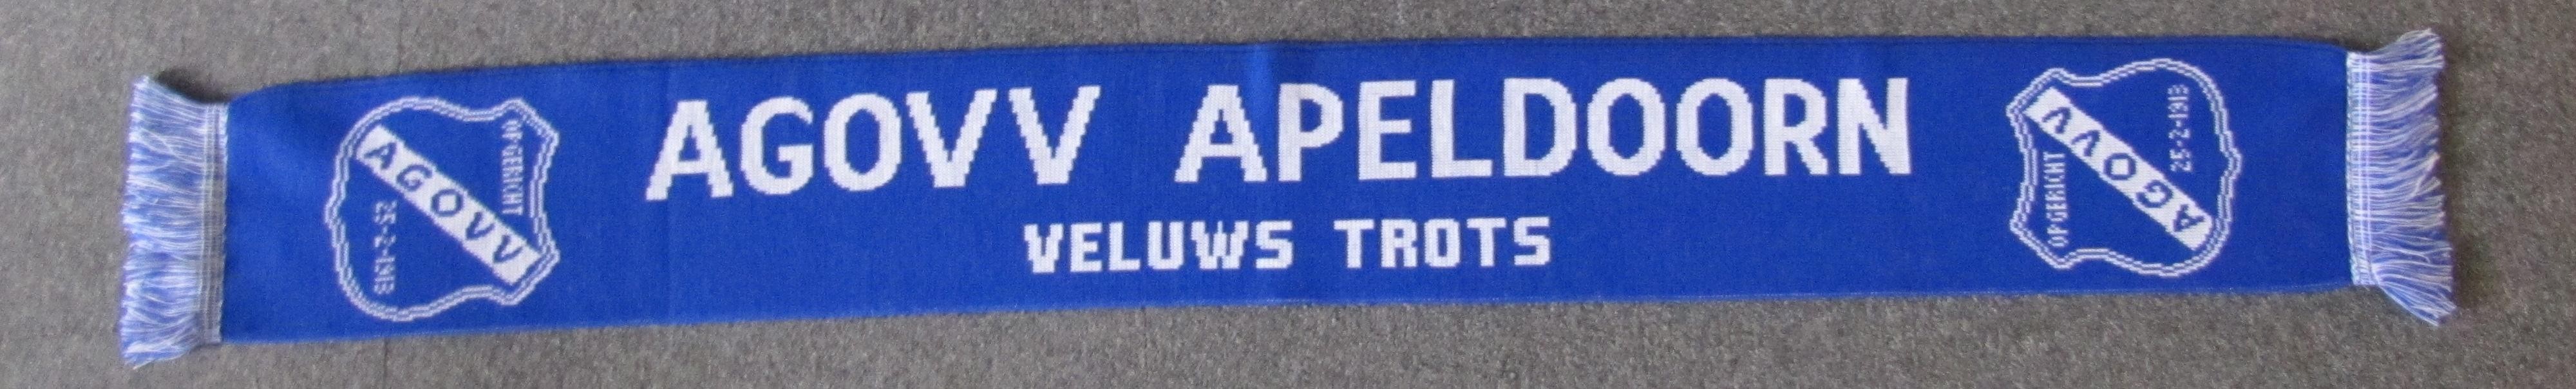 AGOVV
OPGERICHT
25-2-1913
AGOVV APELDOORN
VELUWS TROTS
AGOVV
OPGERICHT
25-2-1913